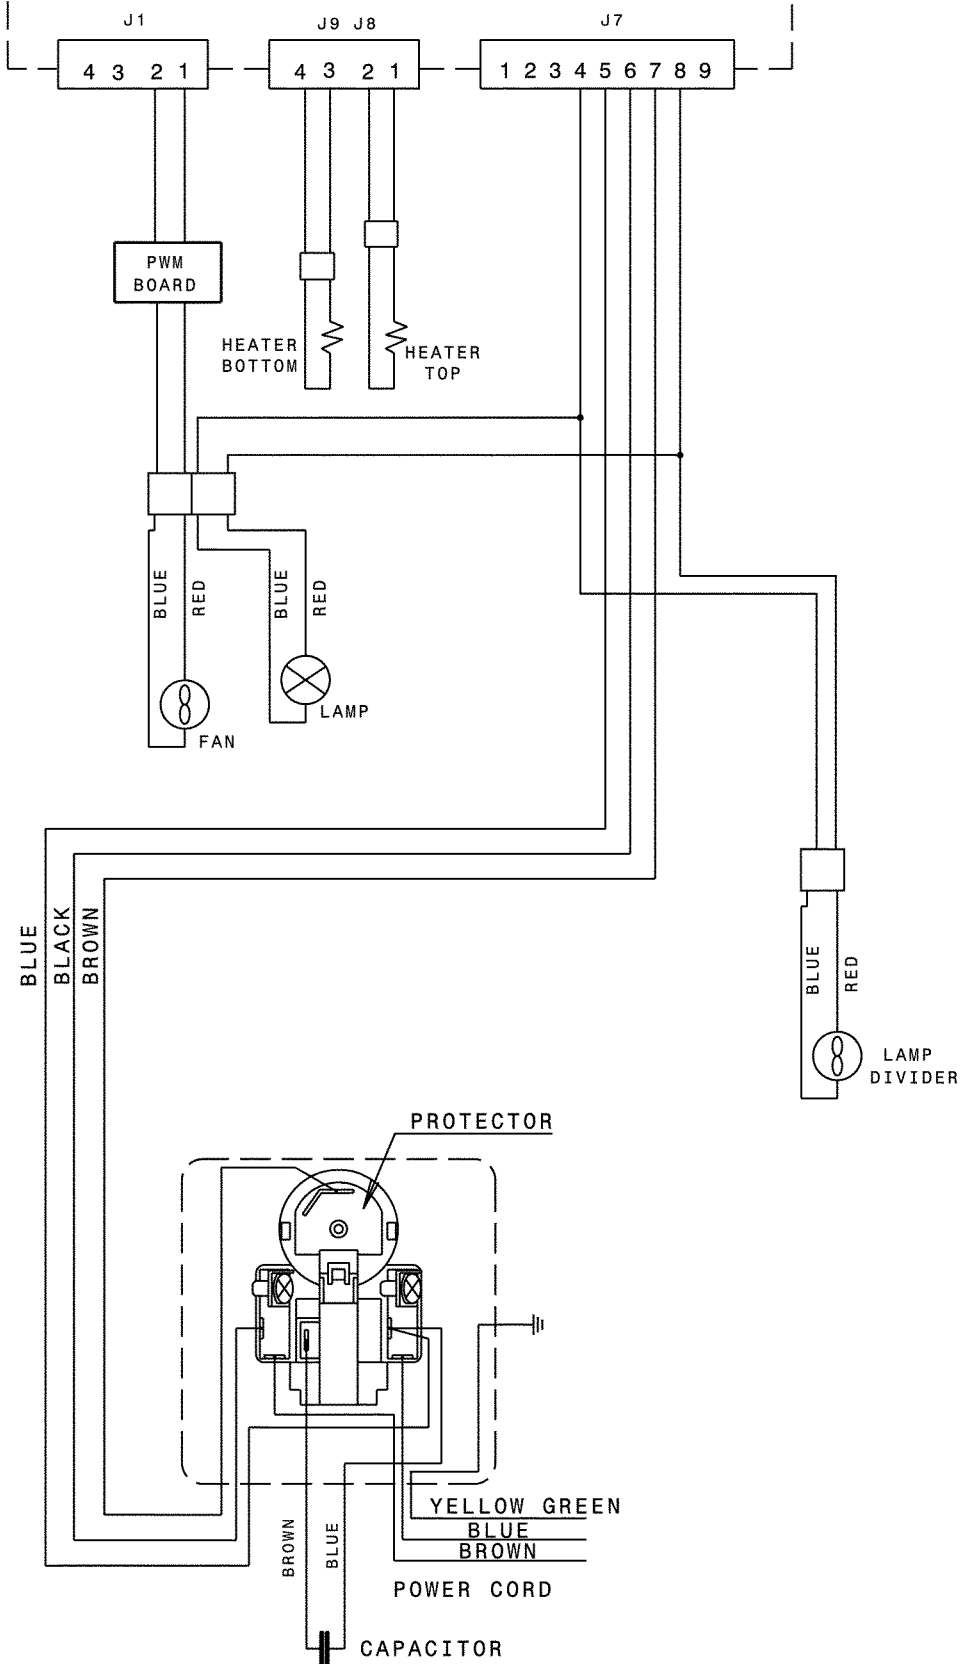 J1
J9 J8
J7
4 3 2 1
4 3 2 1
1 2 3 4 5 6 7 8 9
PWM
BOARD
HEATER
BOTTOM
HEATER
TOP
BLUE
RED
BLUE
RED
LAMP
FAN
BLUE
BLACK
BROWN
BLUE
RED
LAMP
DIVIDER
PROTECTOR
YELLOW GREEN
BLUE
BROWN
BROWN
BLUE
POWER CORD
CAPACITOR